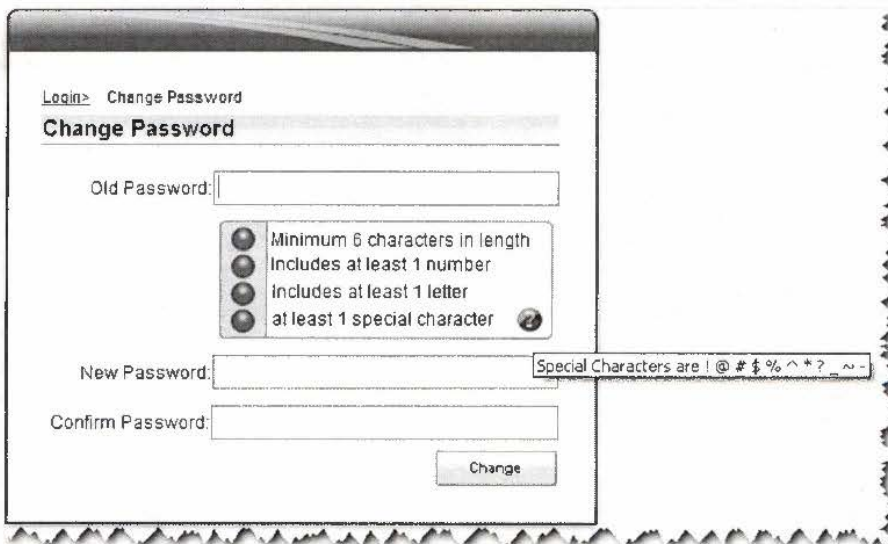 Login> Change Password
Change Password
Old Password:
Minimum 6 characters in length
Includes at least 1 number
Includes at least 1 letter
at least 1 special character
Special Characters are ! @ # $ % ^ * ? _ ~ -
New Password:
Confirm Password:
Change